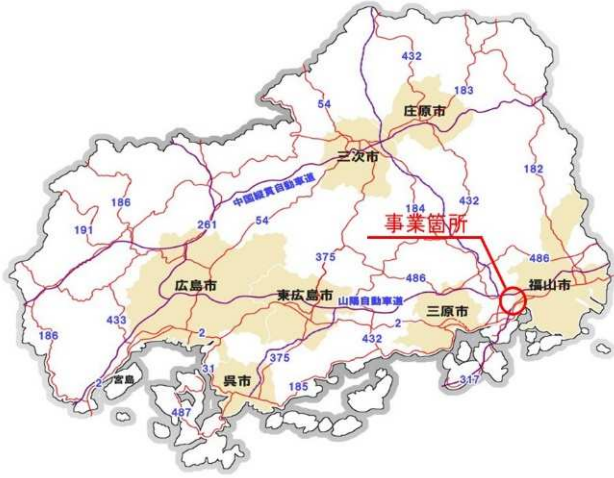 432
183
54
庄原市
三次市
182
中国縦貫自動車道
186
184
432
191
261
54
事業箇所
375
486
486
広島市
東広島市
山陽自動車道
福山市
三原市
186
433
2
2
432
375
31
呉市
185
2
宮島
317
487